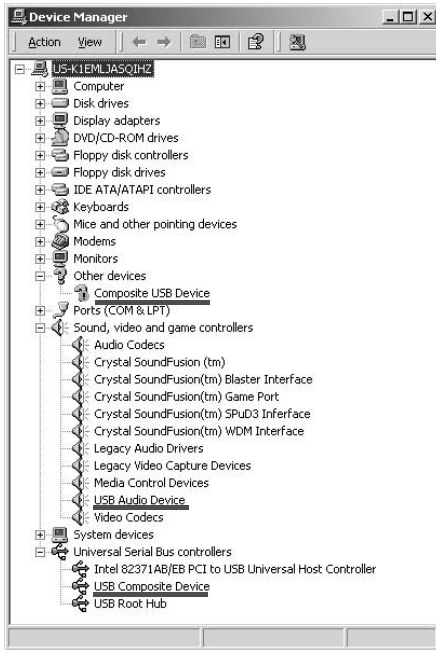 Device Manager
Action View
US-K1EMLJASQIHZ
Computer
Disk drives
Display adapters
DVD/CD-ROM drives
Floppy disk controllers
Floppy disk drives
IDE ATA/ATAPI controllers
Keyboards
Mice and other pointing devices
Modems
Monitors
Other devices
Composite USB Device
Ports (COM & LPT)
Sound, video and game controllers
Audio Codecs
Crystal SoundFusion (tm)
Crystal SoundFusion(tm) Blaster Interface
Crystal SoundFusion(tm) Game Port
Crystal SoundFusion(tm) SPuD3 Inferface
Crystal SoundFusion(tm) WDM Interface
Legacy Audio Drivers
Legacy Video Capture Devices
Media Control Devices
USB Audio Device
Video Codecs
System devices
Universal Serial Bus controllers
Intel 82371AB/EB PCI to USB Universal Host Controller
USB Composite Device
USB Root Hub